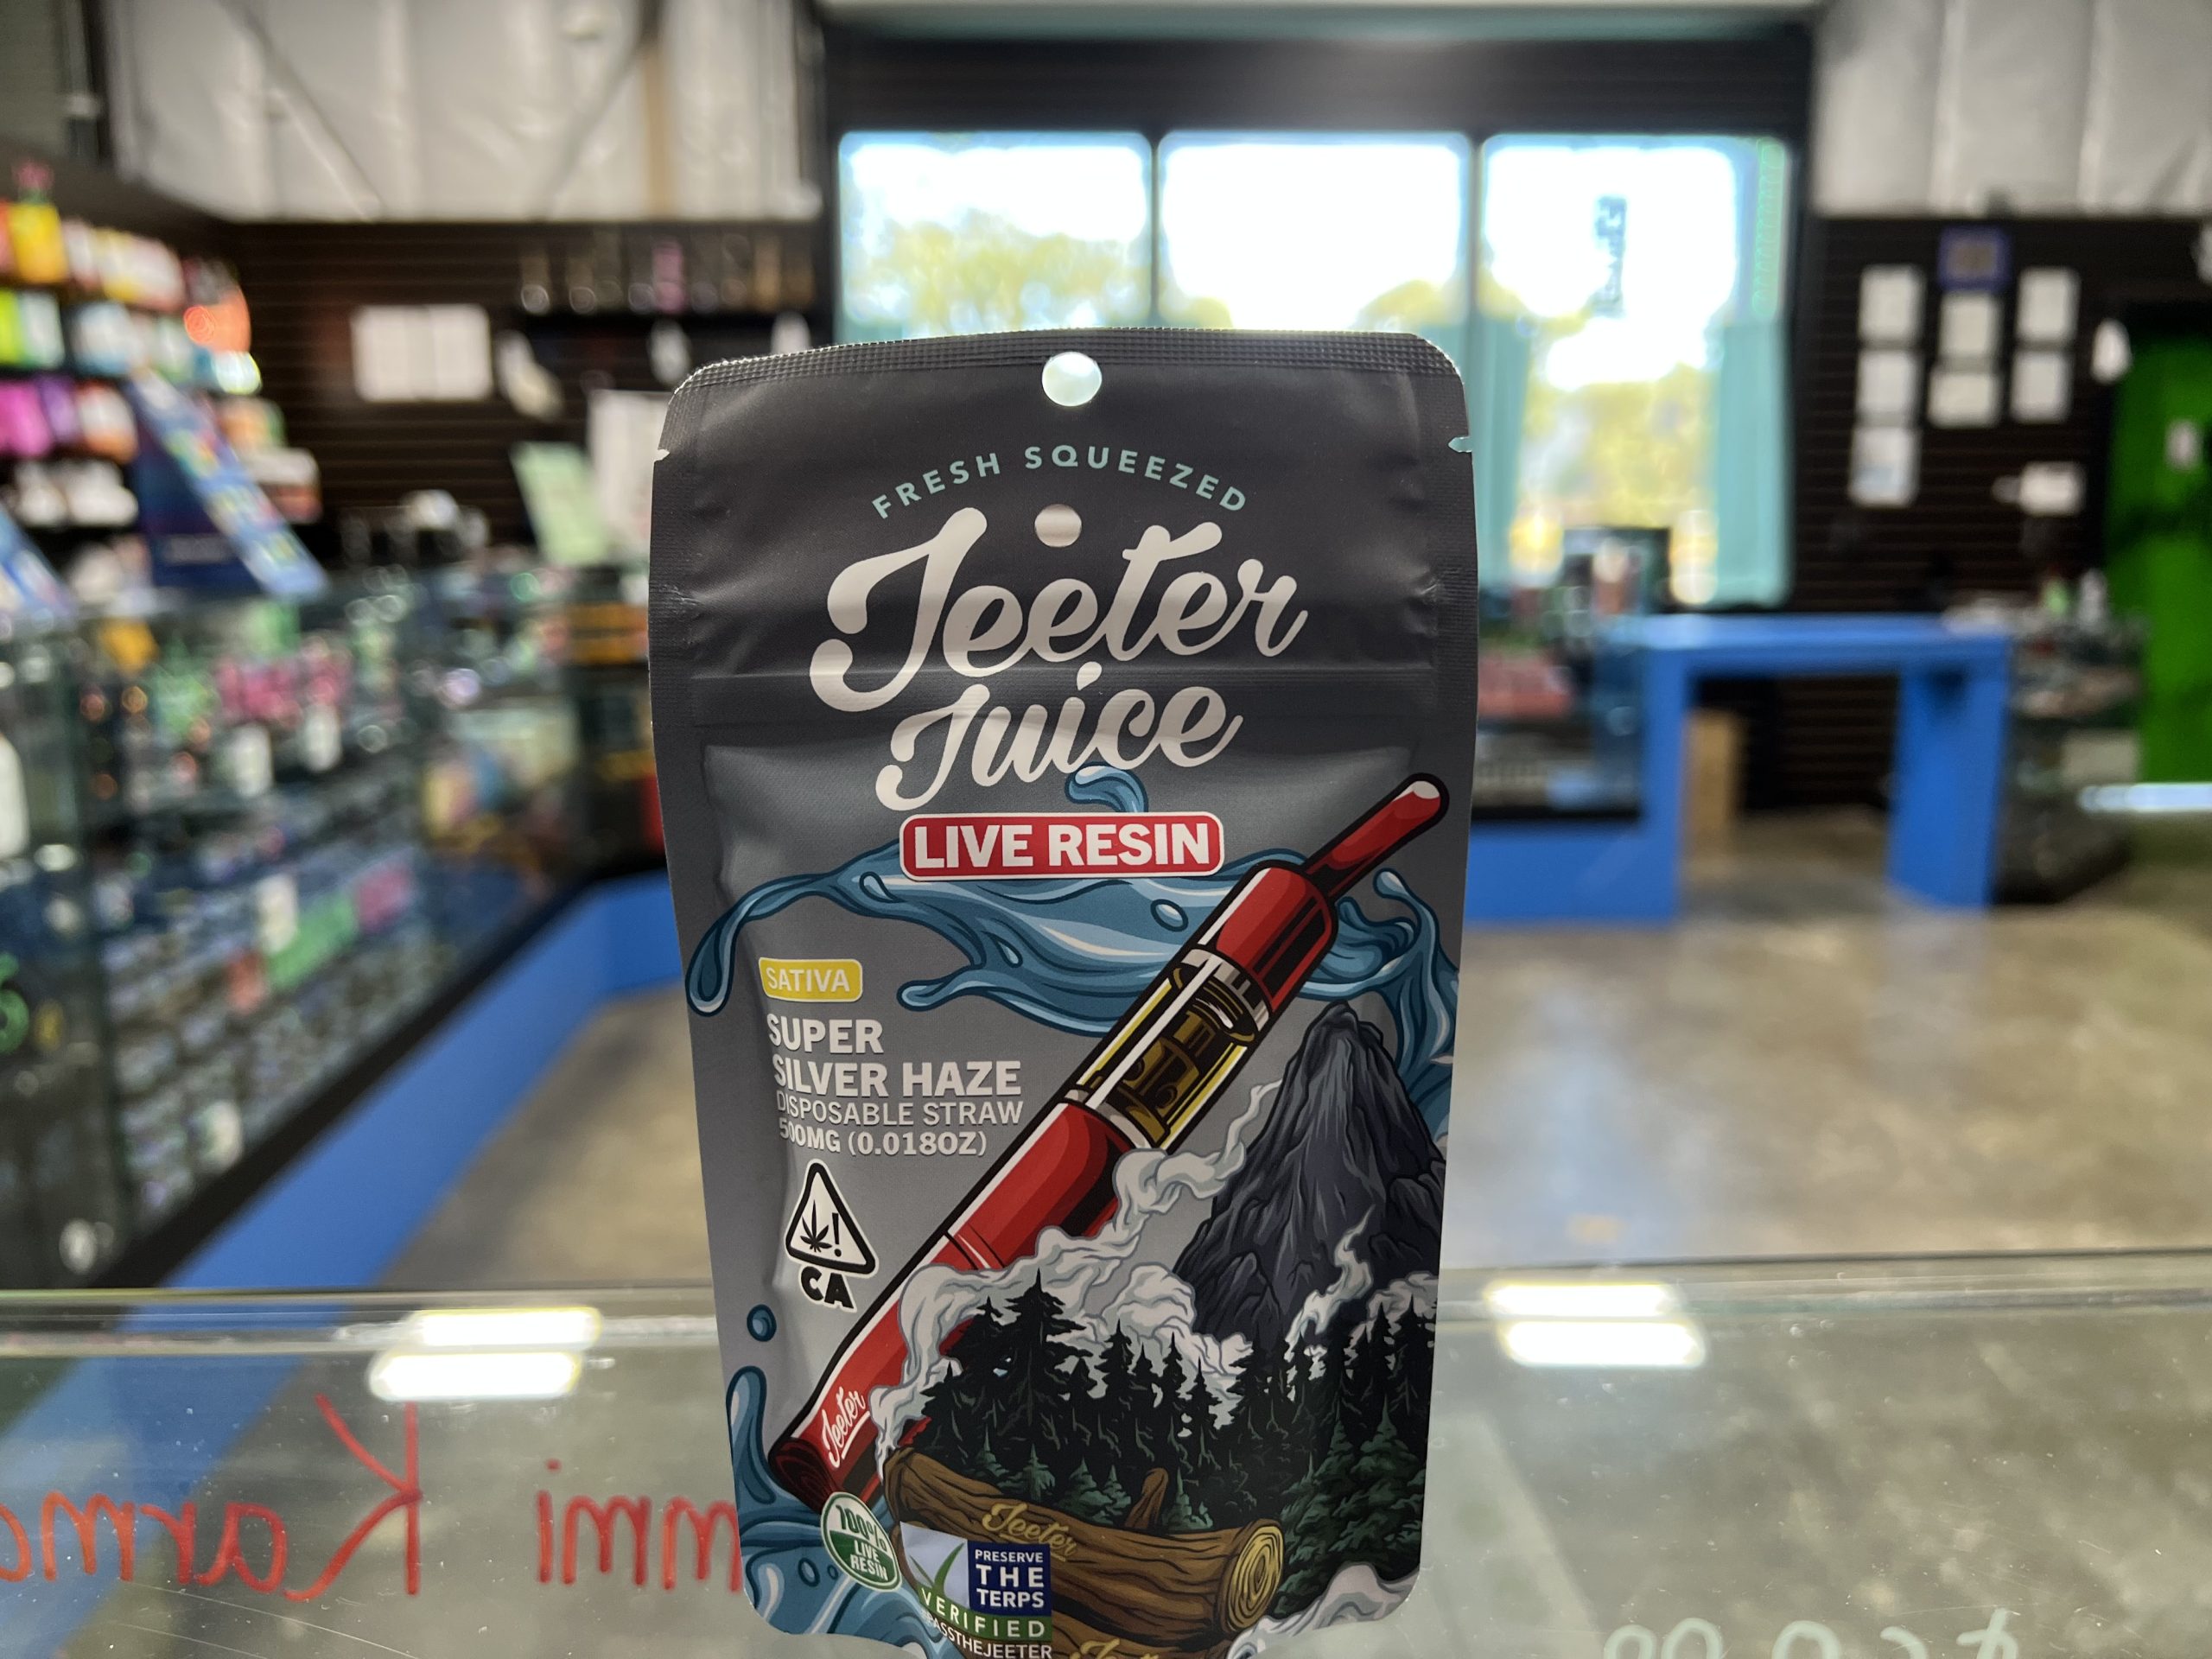 FRESH SQUEEZED
Jeeter
Juice
LIVE RESIN
SATIVA
SUPER
SILVER HAZE
DISPOSABLE STRAW
500MG (0.018OZ)
CA
Jeeter
100%
LIVE
RESIN
Jeeter
PRESERVE
THE
TERPS
VERIFIED
Karma